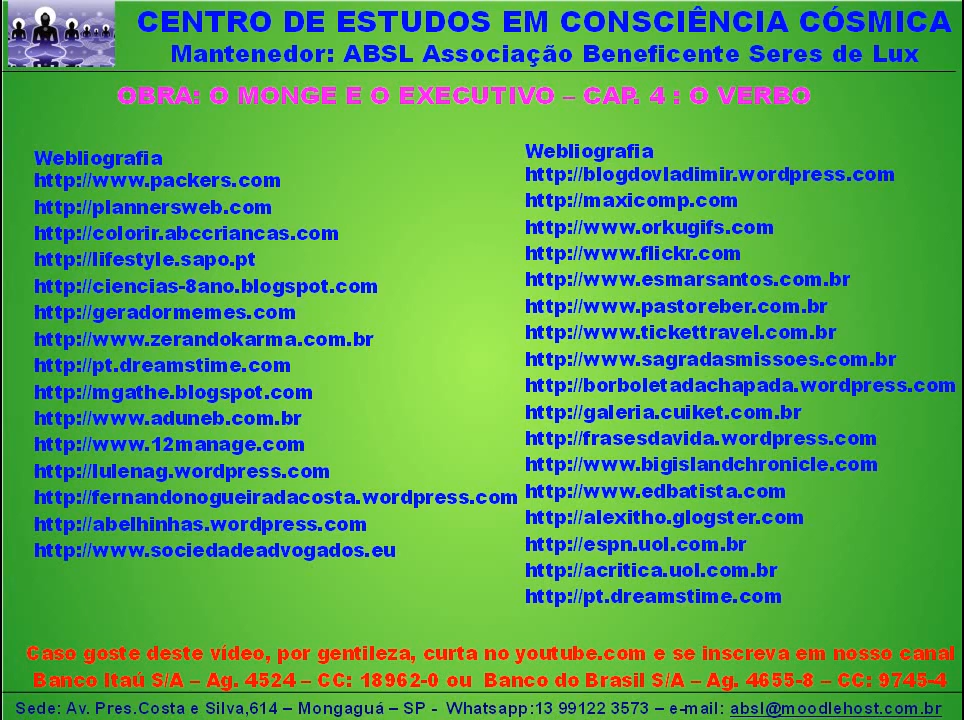 CENTRO DE ESTUDOS EM CONSCIÊNCIA CÓSMICA
Mantenedor: ABSL Associação Beneficente Seres de Lux
OBRA: O MONGE E O EXECUTIVO – CAP. 4 : O VERBO
Webliografia
http://www.packers.com
http://plannersweb.com
http://colorir.abccriancas.com
http://lifestyle.sapo.pt
http://ciencias-8ano.blogspot.com
http://geradormemes.com
http://www.zerandokarma.com.br
http://pt.dreamstime.com
http://mgathe.blogspot.com
http://www.aduneb.com.br
http://www.12manage.com
http://lulenag.wordpress.com
http://fernandonogueiradacosta.wordpress.com
http://abelhinhas.wordpress.com
http://www.sociedadeadvogados.eu
Webliografia
http://blogdovladimir.wordpress.com
http://maxicomp.com
http://www.orkugifs.com
http://www.flickr.com
http://www.esmarsantos.com.br
http://www.pastoreber.com.br
http://www.tickettravel.com.br
http://www.sagradasmissoes.com.br
http://borboletadachapada.wordpress.com
http://galeria.cuiket.com.br
http://frasesdavida.wordpress.com
http://www.bigislandchronicle.com
http://www.edbatista.com
http://alexitho.glogster.com
http://espn.uol.com.br
http://acritica.uol.com.br
http://pt.dreamstime.com
Caso goste deste vídeo, por gentileza, curta no youtube.com e se inscreva em nosso canal
Banco Itaú S/A – Ag. 4524 – CC: 18962-0 ou Banco do Brasil S/A – Ag. 4655-8 – CC: 9745-4
Sede: Av. Pres.Costa e Silva,614 – Mongaguá – SP - Whatsapp:13 99122 3573 – e-mail: absl@moodlehost.com.br